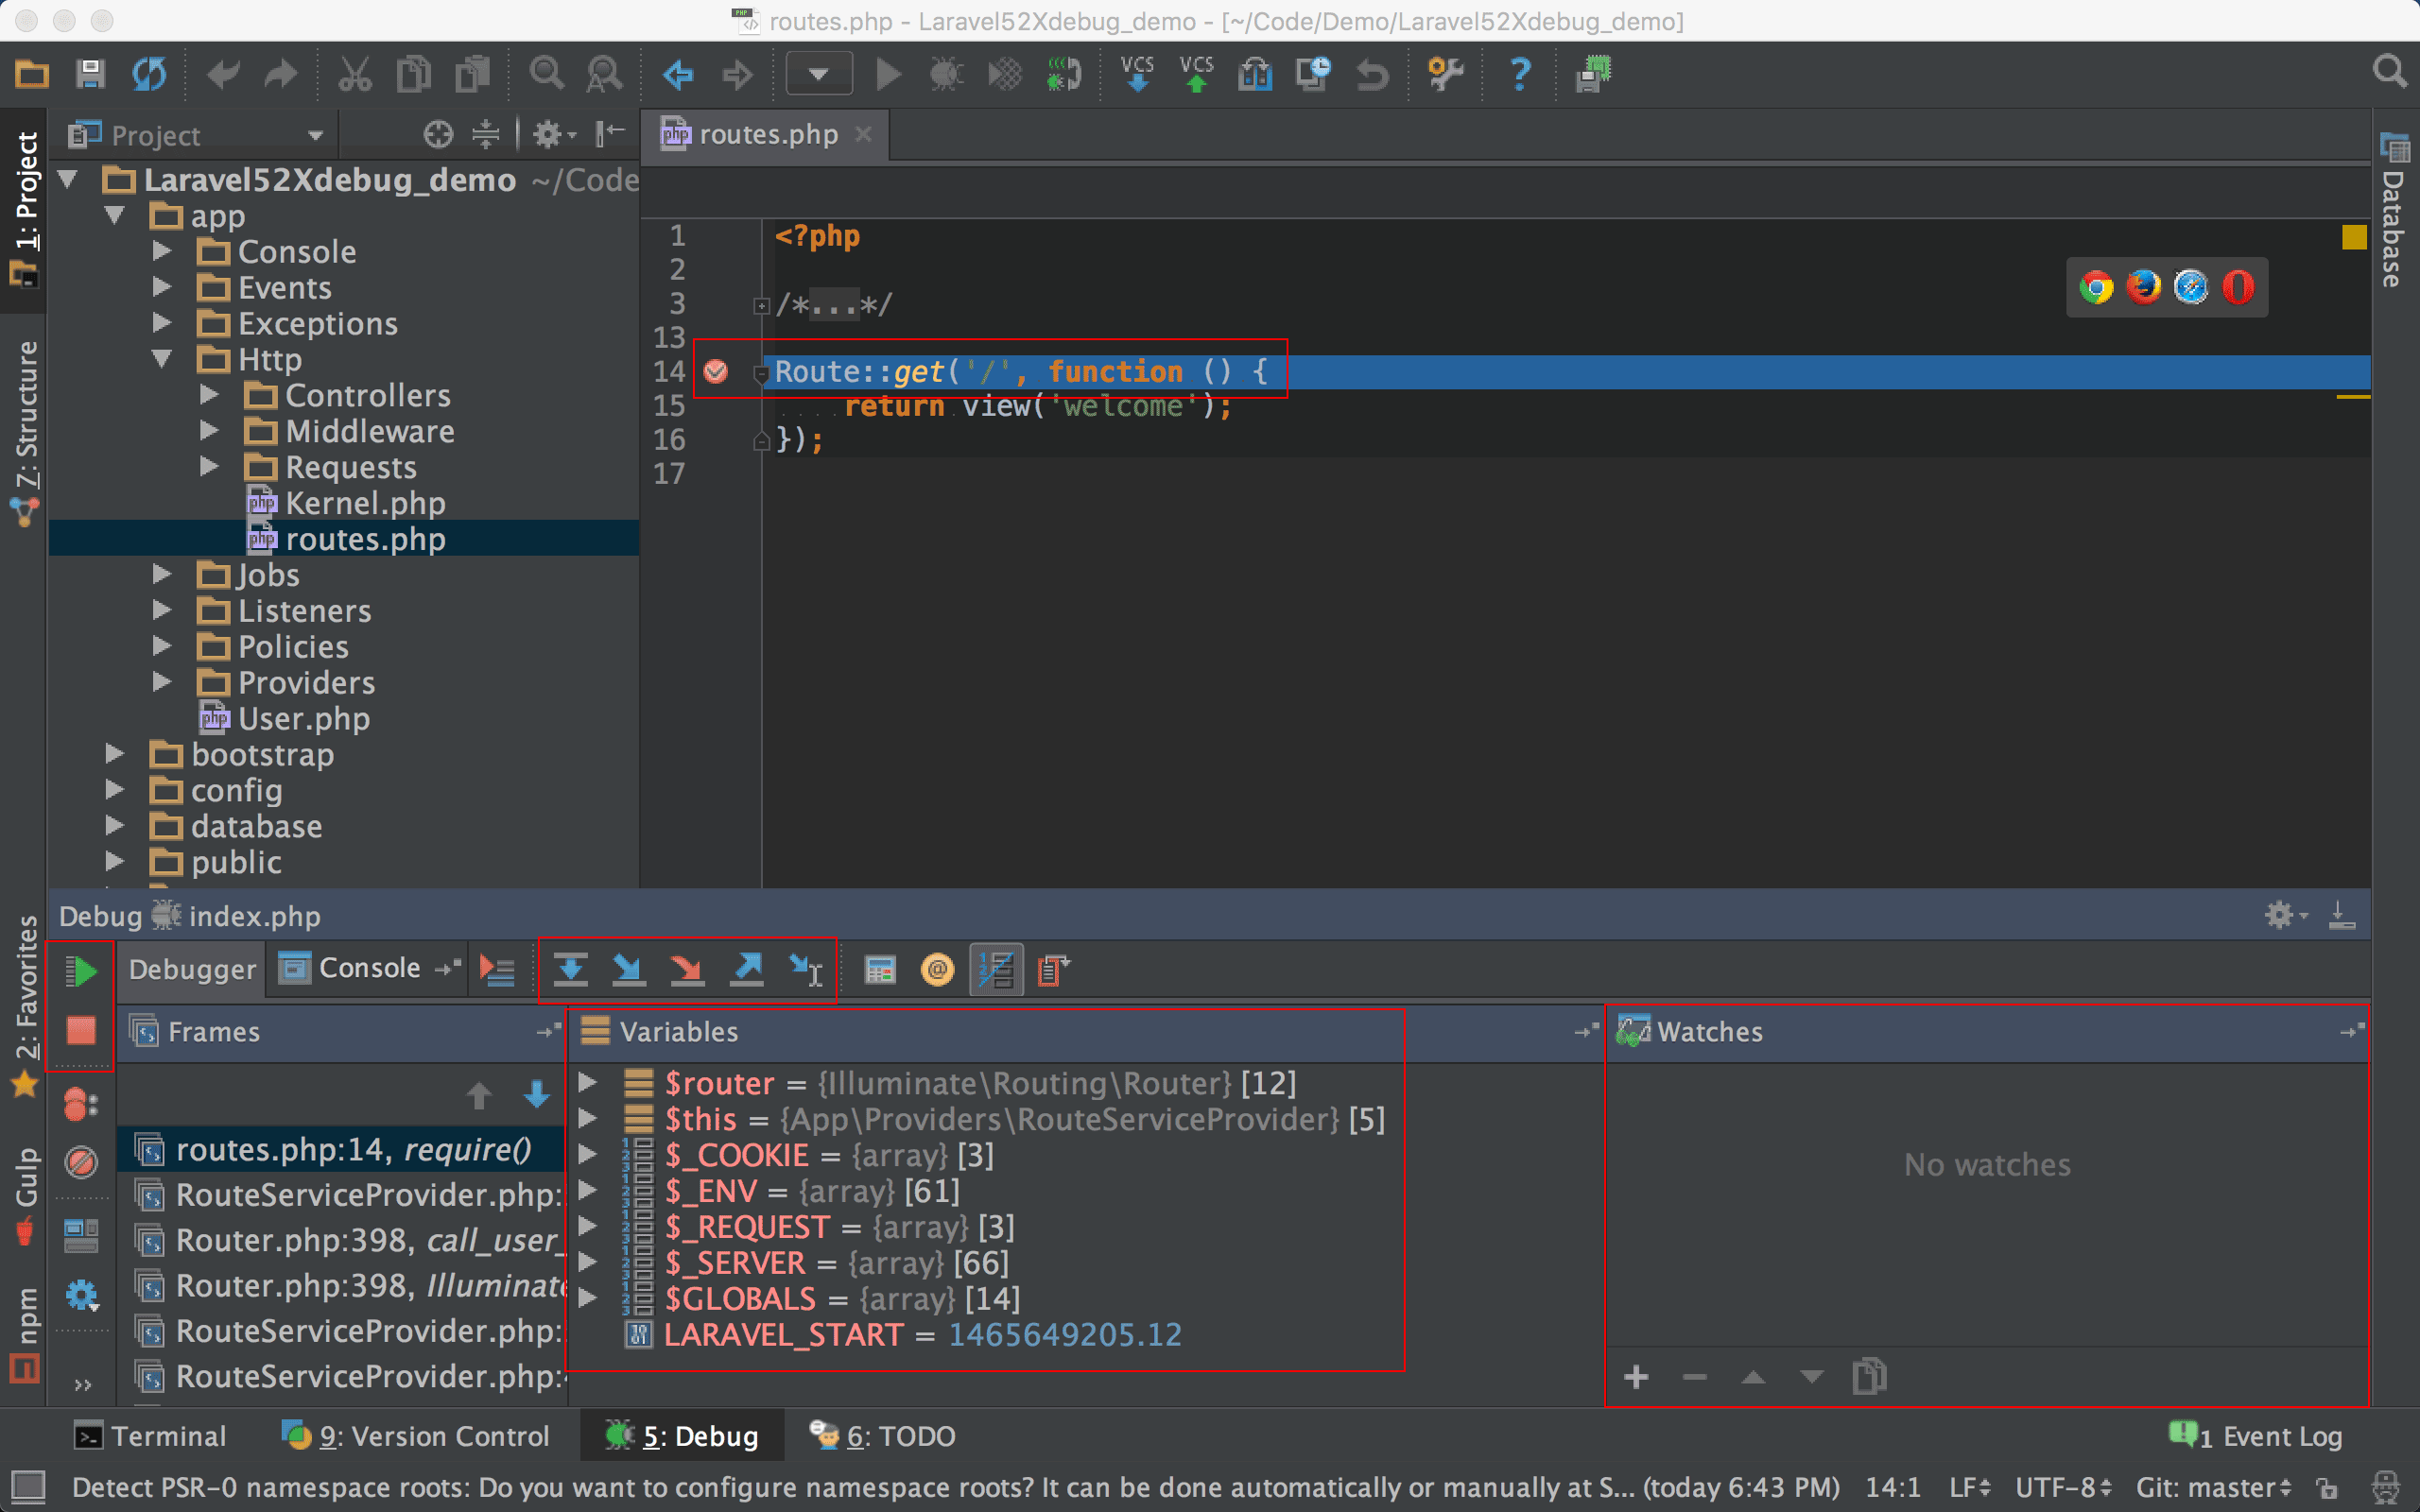 routes.php - Laravel52Xdebug_demo - [~/Code/Demo/Laravel52Xdebug_demo]
VCS VCS
Project
routes.php
1: Project
7: Structure
2: Favorites
Gulp
npm
Database
Laravel52Xdebug_demo ~/Code
app
Console
Events
Exceptions
Http
Controllers
Middleware
Requests
Kernel.php
routes.php
Jobs
Listeners
Policies
Providers
User.php
bootstrap
config
database
public
1 <?php
2
3 /*...*/
13
14 Route::get('/', function () {
15 return view('welcome');
16 });
17
Debug index.php
Debugger Console
Frames
Variables
Watches
routes.php:14, require()
RouteServiceProvider.php:
Router.php:398, call_user_
Router.php:398, Illuminate
RouteServiceProvider.php:
RouteServiceProvider.php:
$router = {Illuminate\Routing\Router} [12]
$this = {App\Providers\RouteServiceProvider} [5]
$_COOKIE = {array} [3]
$_ENV = {array} [61]
$_REQUEST = {array} [3]
$_SERVER = {array} [66]
$GLOBALS = {array} [14]
LARAVEL_START = 1465649205.12
No watches
Terminal 9: Version Control 5: Debug 6: TODO 1 Event Log
Detect PSR-0 namespace roots: Do you want to configure namespace roots? It can be done automatically or manually at S... (today 6:43 PM) 14:1 LF UTF-8 Git: master